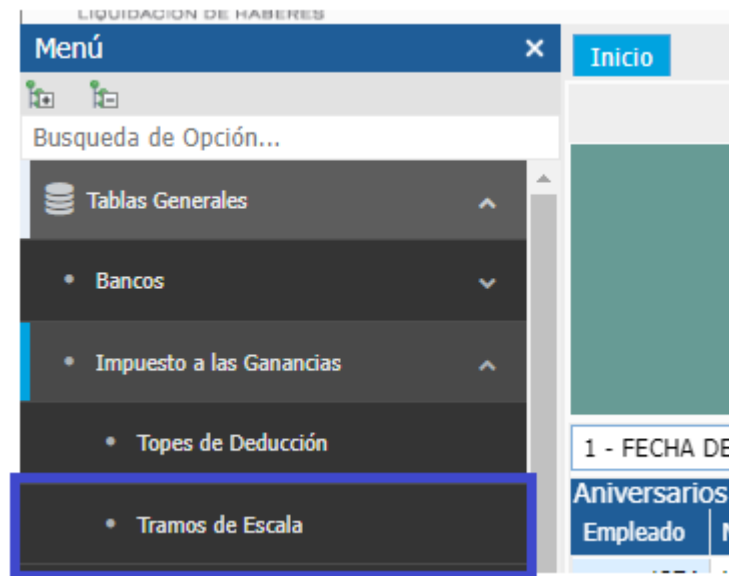 LIQUIDACION DE HABERES
Menú
Inicio
Busqueda de Opción...
Tablas Generales
Bancos
Impuesto a las Ganancias
Topes de Deducción
Tramos de Escala
1 - FECHA DE
Aniversarios
Empleado